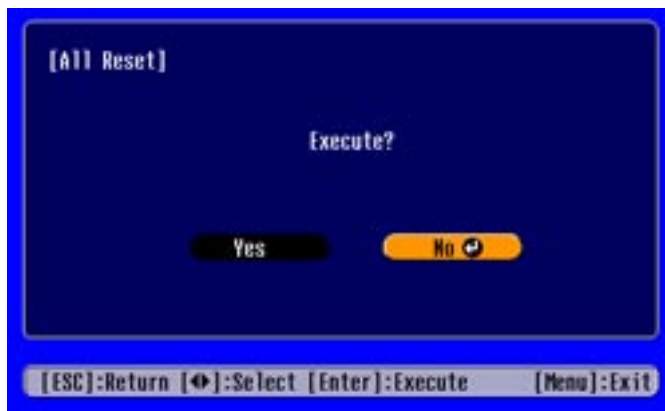 [All Reset]
Execute?
Yes No
[ESC]:Return [◆]:Select [Enter]:Execute [Menu]:Exit